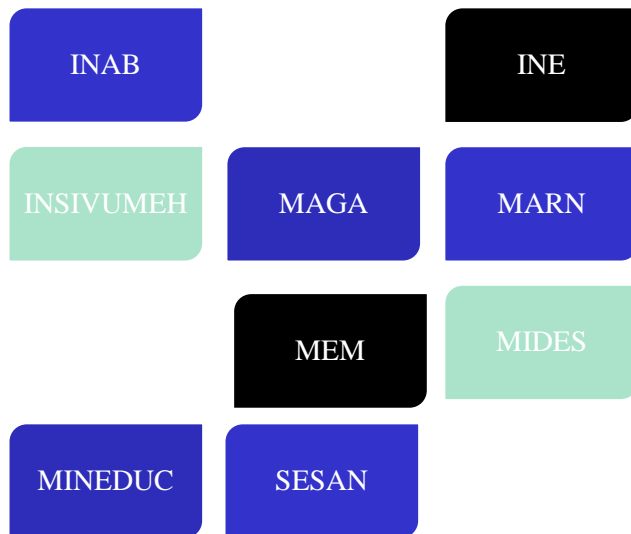 INAB
INE
INSIVUMEH
MAGA
MARN
MEM
MIDES
MINEDUC
SESAN